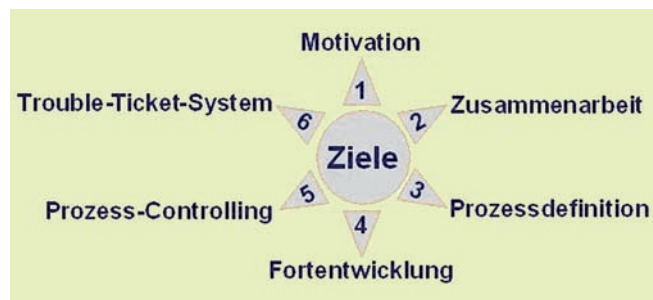 Motivation
1
Trouble-Ticket-System
6
2
Zusammenarbeit
Ziele
Prozess-Controlling
5
3
Prozessdefinition
4
Fortentwicklung